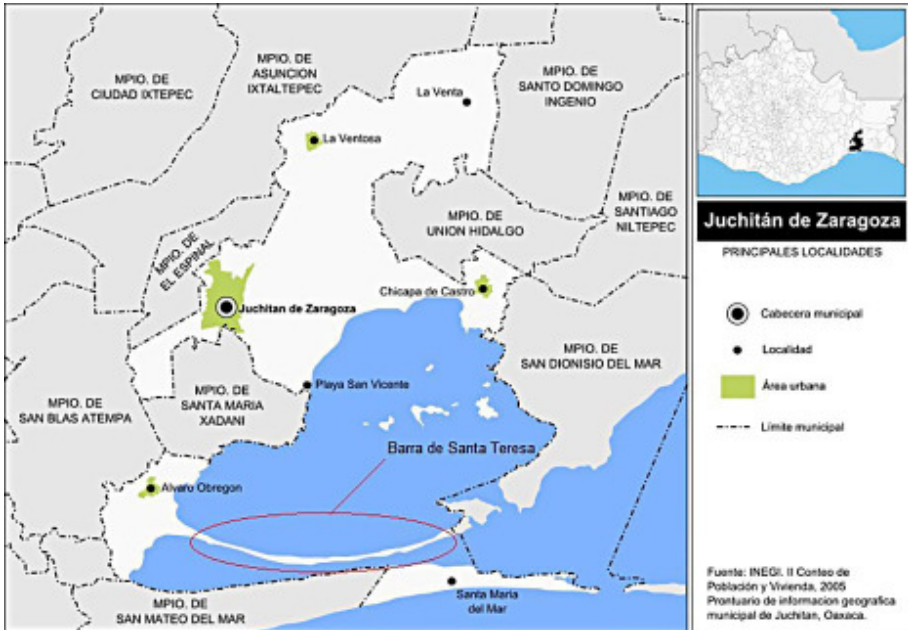 MPIO. DE
CIUDAD IXTEPEC
MPIO. DE
ASUNCION
IXTALTEPEC
MPIO. DE
SANTO DOMINGO
INGENIO
La Venta
La Ventosa
MPIO. DE
SANTIAGO
NILTEPEC
MPIO. DE
UNION HIDALGO
MPIO. DE
EL ESPINAL
Chicapa de Castro
Juchitan de Zaragoza
MPIO. DE
SAN DIONISIO DEL MAR
Playa San Vicente
MPIO. DE
SANTA MARIA
XADANI
MPIO. DE
SAN BLAS ATEMPA
Barra de Santa Teresa
Alvaro Obregon
Santa Maria
del Mar
MPIO. DE
SAN MATEO DEL MAR
Juchitán de Zaragoza
PRINCIPALES LOCALIDADES
Cabecera municipal
Localidad
Área urbana
Límite municipal
Fuente: INEGI. II Conteo de
Población y Vivienda, 2005
Prontuario de informacion geografica
municipal de Juchitan, Oaxaca.